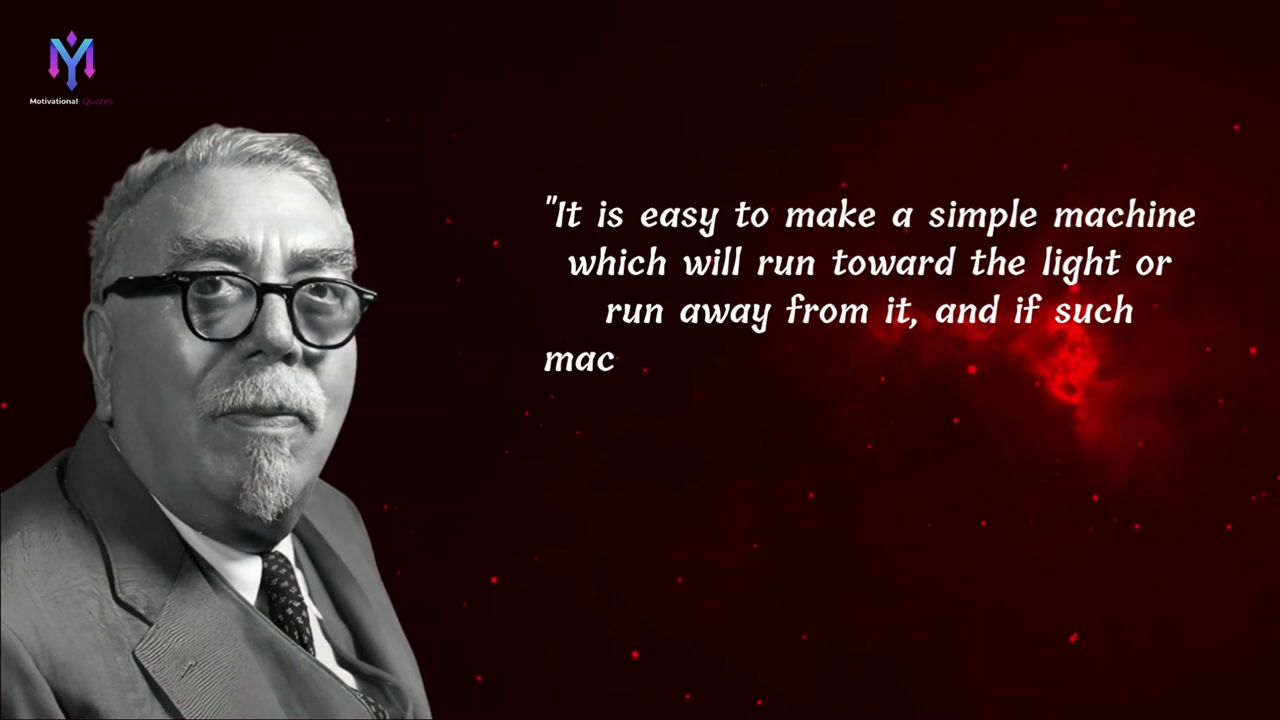 Motivational Quotes
"It is easy to make a simple machine
which will run toward the light or
run away from it, and if such
mac